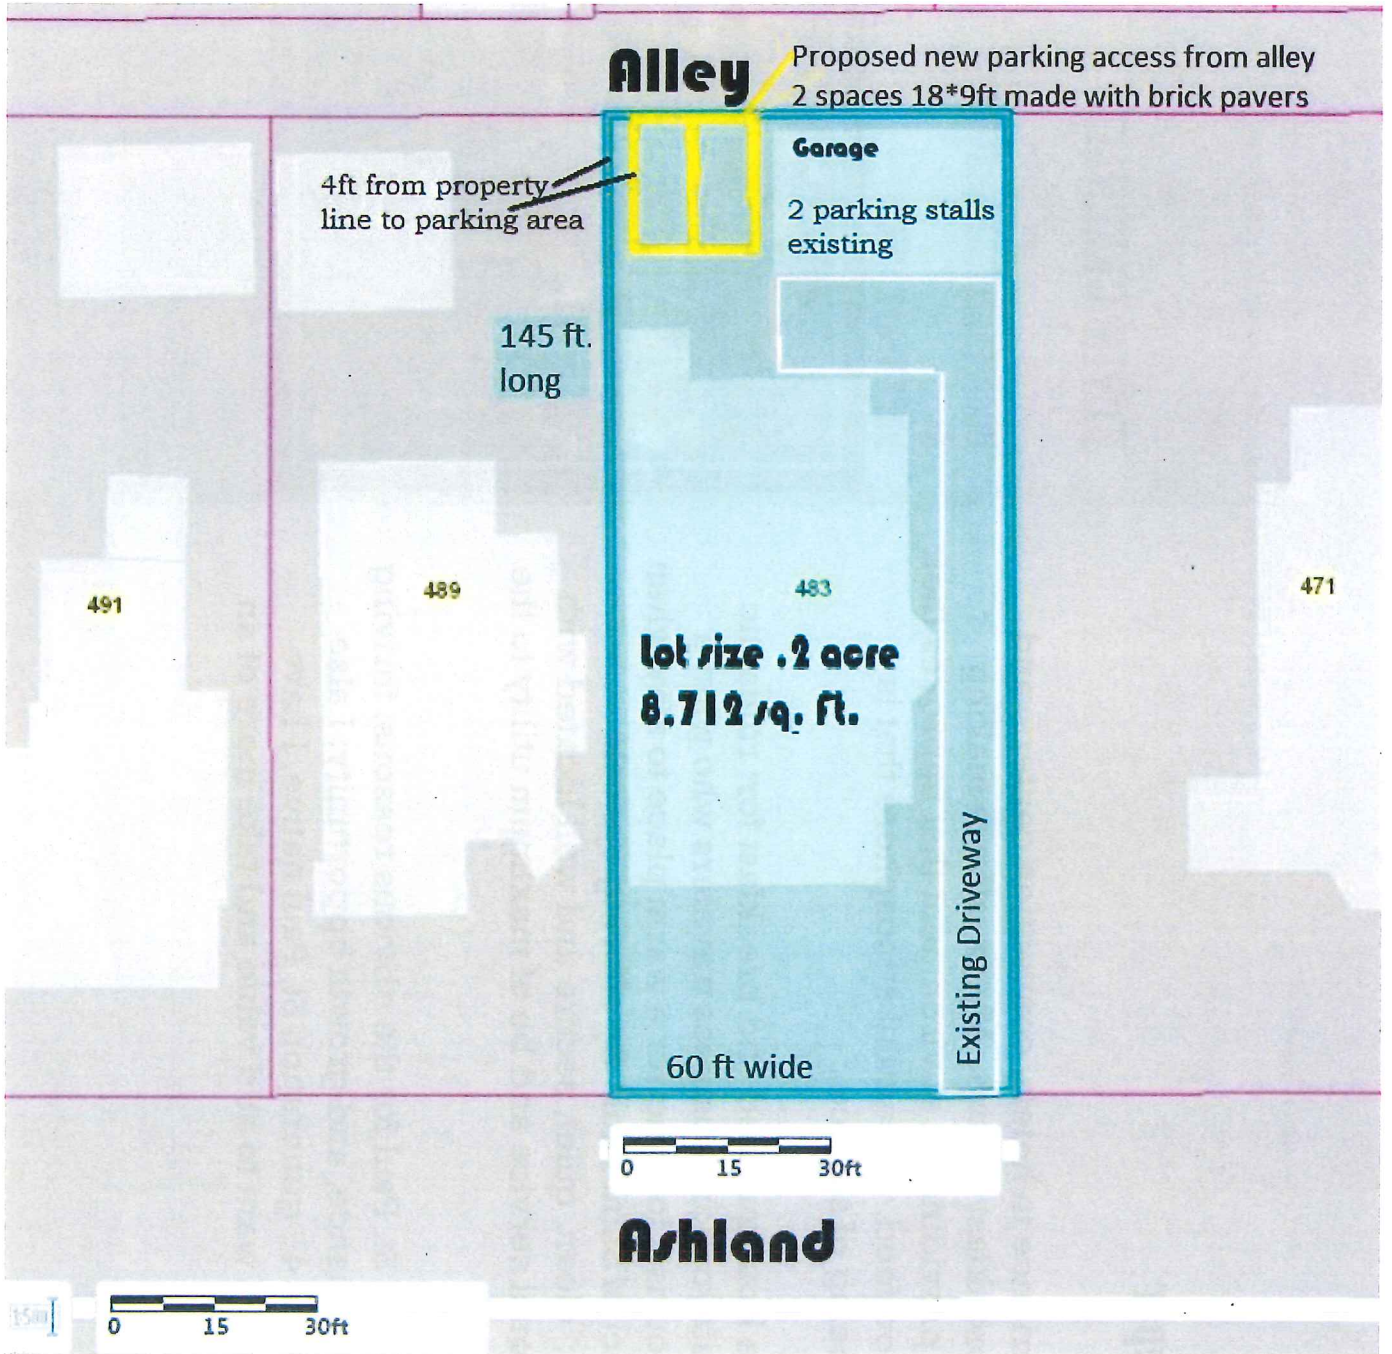 Alley
Proposed new parking access from alley
2 spaces 18*9ft made with brick pavers
Garage
4ft from property
line to parking area
2 parking stalls
existing
145 ft.
long
491
489
483
471
Lot size .2 acre
8,712 sq. ft.
Existing Driveway
60 ft wide
0 15 30ft
Ashland
0 15 30ft